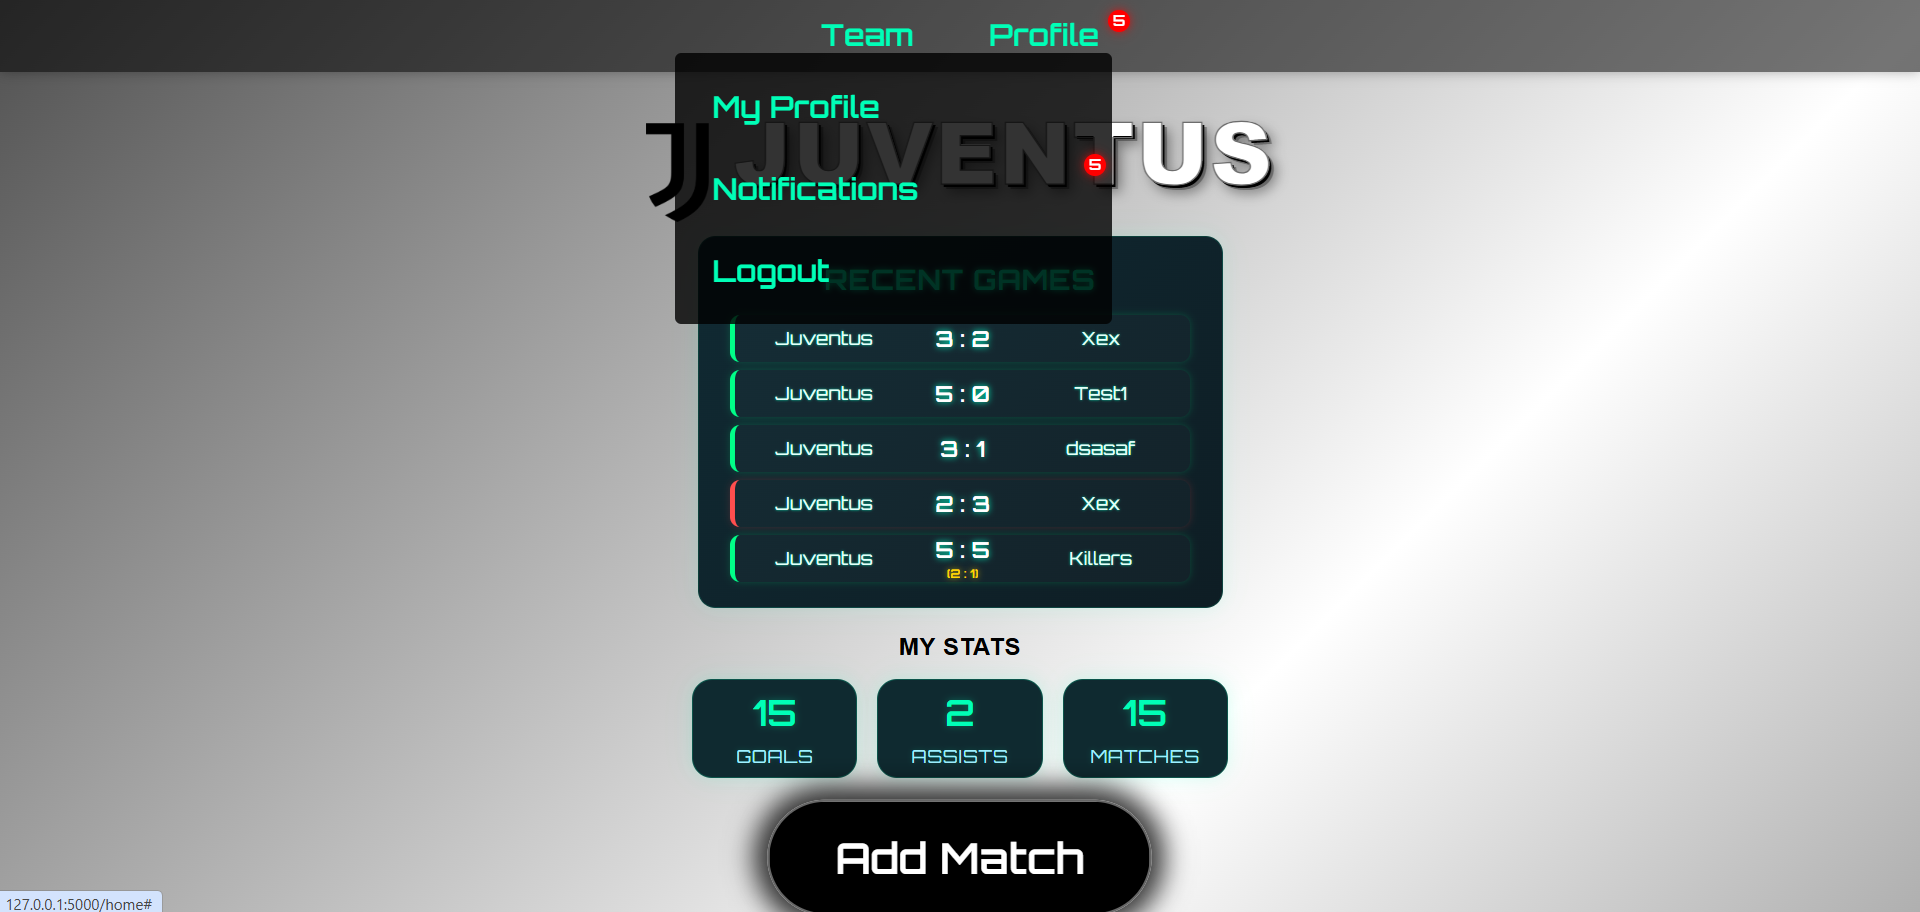 Team Profile 5
My Profile
JUVENTUS
Notifications 5
Logout
RECENT GAMES
Juventus 3 : 2 Xex
Juventus 5 : 0 Test1
Juventus 3 : 1 dsasaf
Juventus 2 : 3 Xex
Juventus 5 : 5 Killers
(2 : 1)
MY STATS
15 2 15
GOALS ASSISTS MATCHES
Add Match
127.0.0.1:5000/home#